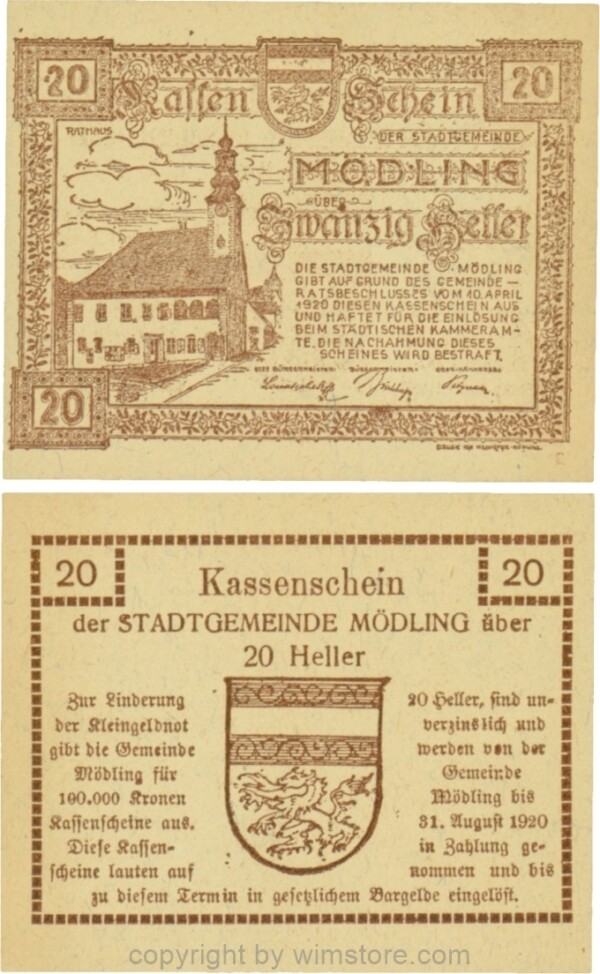 20
Kassen Schein
20
RATHAUS
DER STADTGEMEINDE
MÖDLING
ÜBER
Zwanzig Heller
DIE STADTGEMEINDE MÖDLING
GIBT AUF GRUND DES GEMEINDE-
RATSBESCHLUSSES VOM 10. APRIL
1920 DIESEN KASSENSCHEIN AUS
UND HAFTET FÜR DIE EINLÖSUNG
BEIM STÄDTISCHEN KAMMERAM-
TE. DIE NACHAHMUNG DIESES
SCHEINES WIRD BESTRAFT.
BÜRGERMEISTER:
20
20
Kassenschein
20
der STADTGEMEINDE MÖDLING über
20 Heller
Zur Linderung
der Kleingeldnot
gibt die Gemeinde
Mödling für
100.000 Kronen
Kassenscheine aus.
Diese Kassen-
scheine lauten auf
20 Heller, sind un-
verzinslich und
werden von der
Gemeinde
Mödling bis
31. August 1920
in Zahlung ge-
nommen und bis
zu diesem Termin in gesetzlichem Bargelde eingelöst.
copyright by wimstore.com